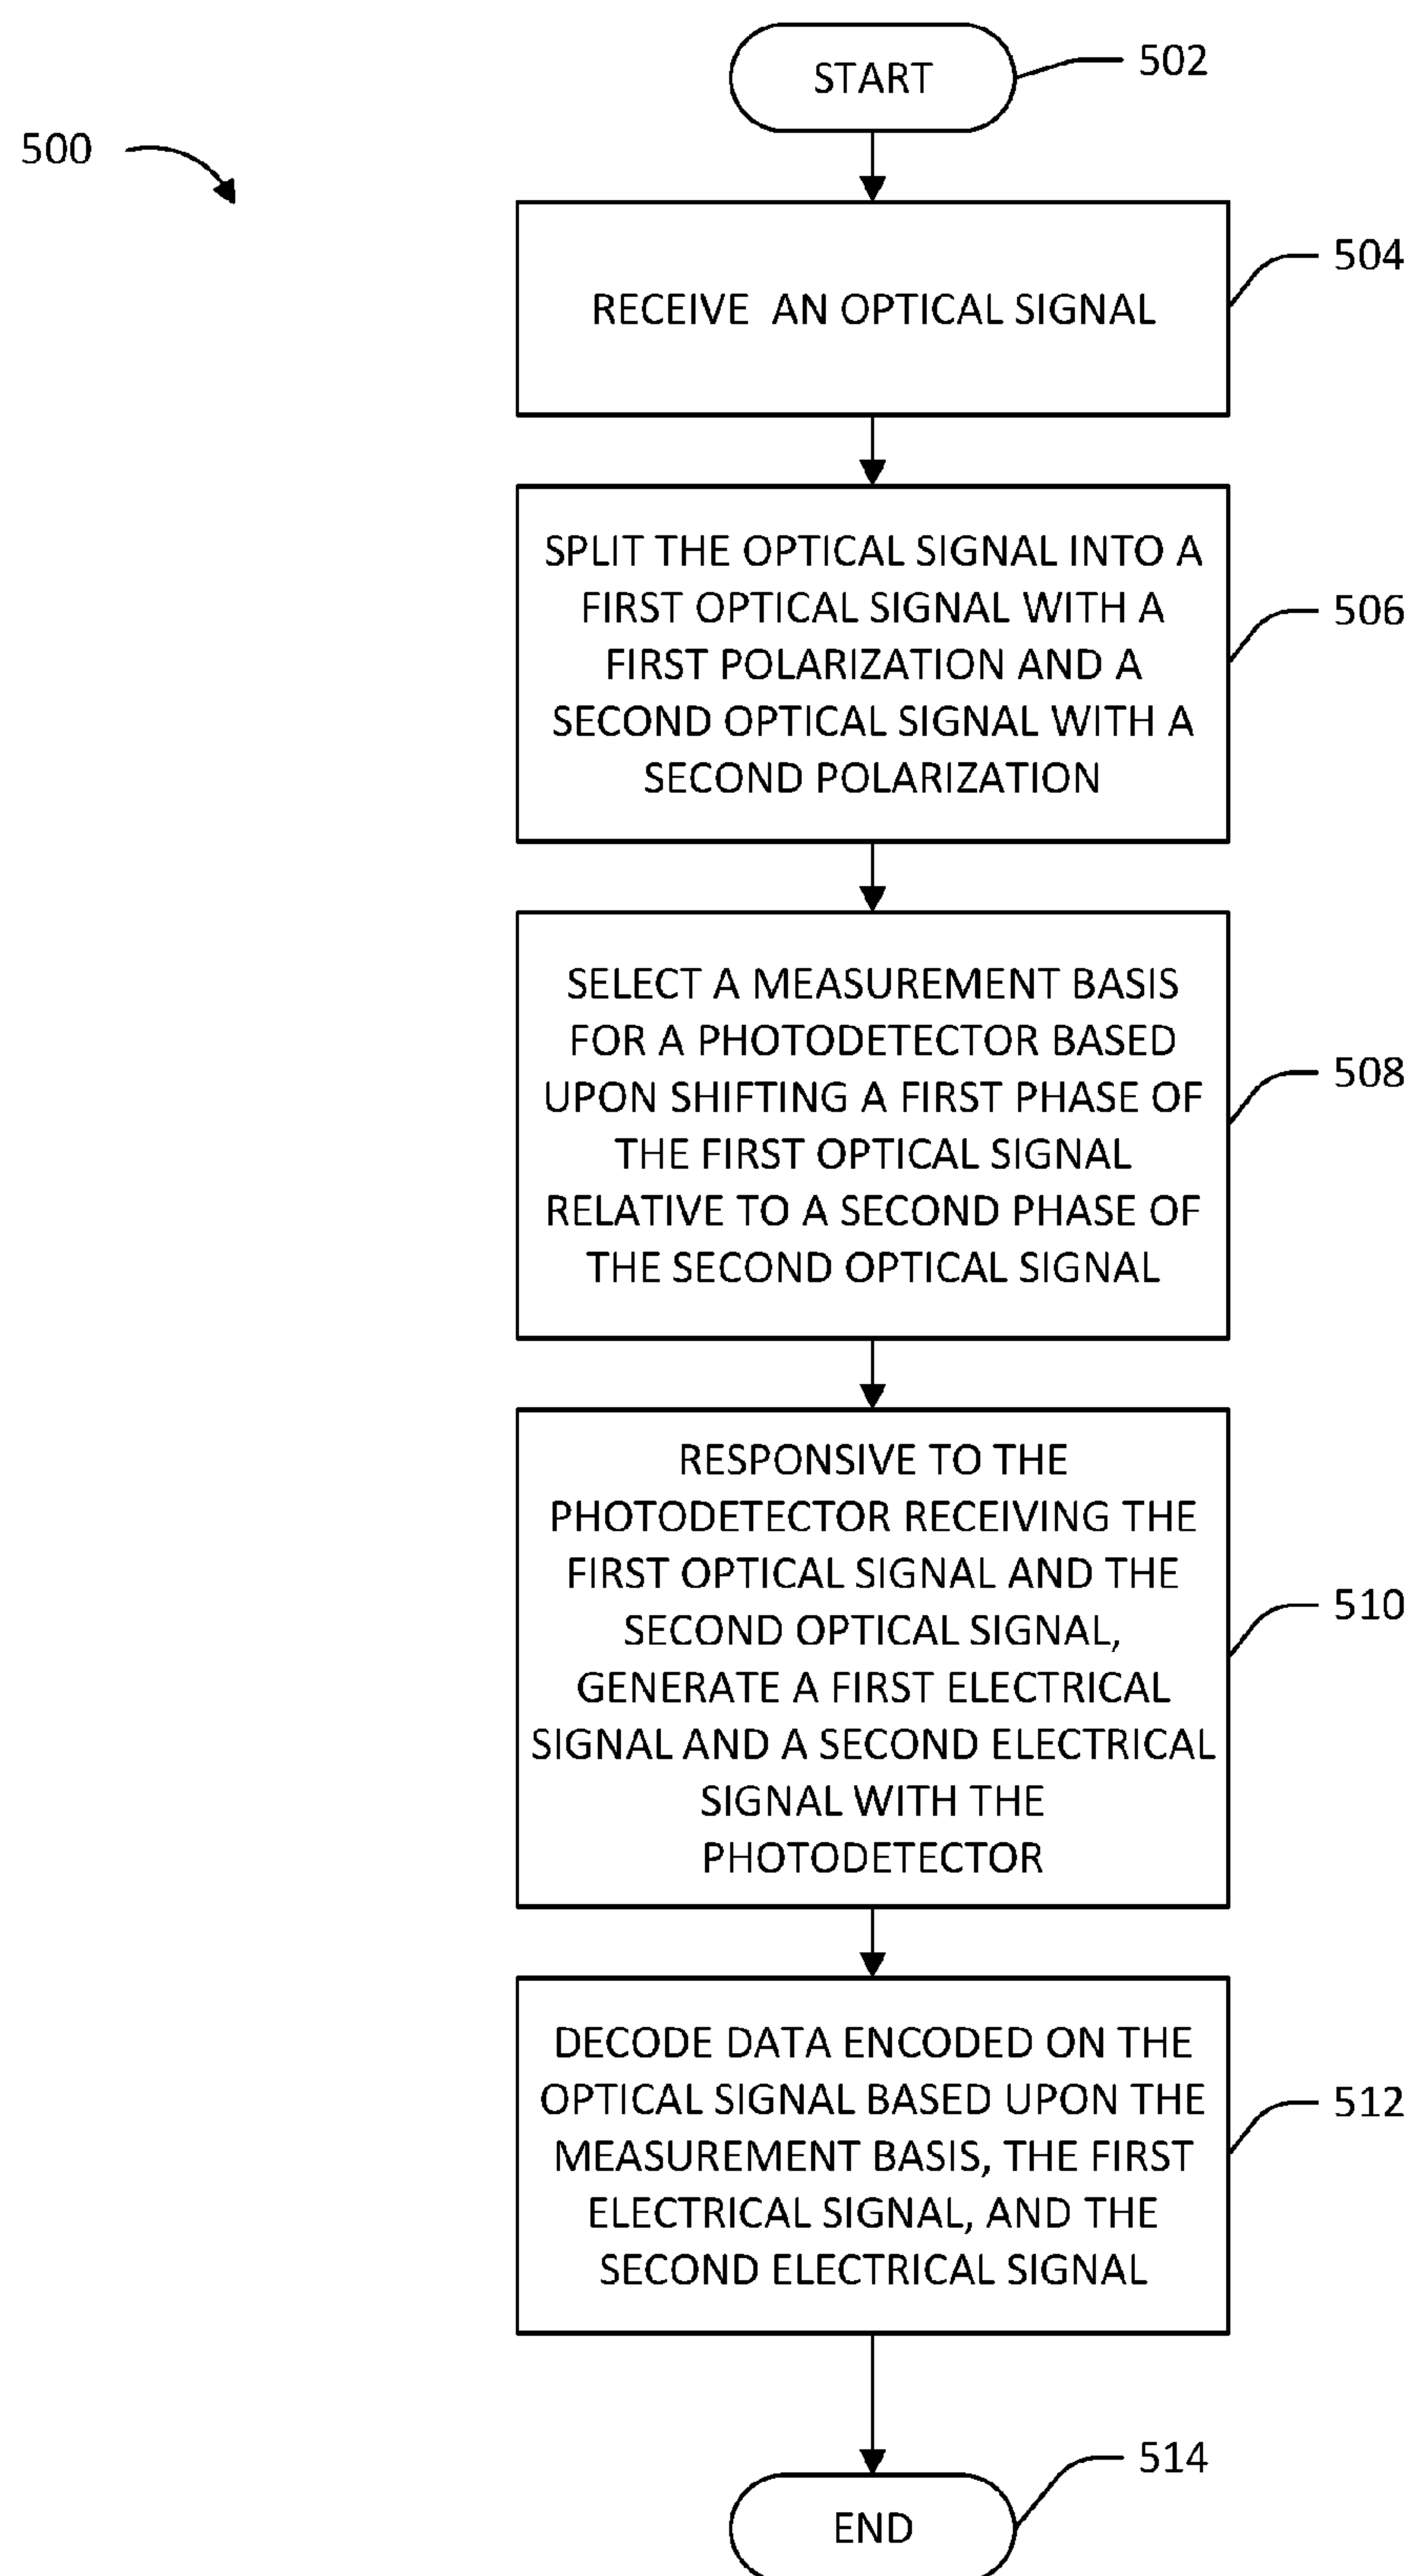 START
502
500
RECEIVE AN OPTICAL SIGNAL
504
SPLIT THE OPTICAL SIGNAL INTO A
FIRST OPTICAL SIGNAL WITH A
FIRST POLARIZATION AND A
SECOND OPTICAL SIGNAL WITH A
SECOND POLARIZATION
506
SELECT A MEASUREMENT BASIS
FOR A PHOTODETECTOR BASED
UPON SHIFTING A FIRST PHASE OF
THE FIRST OPTICAL SIGNAL
RELATIVE TO A SECOND PHASE OF
THE SECOND OPTICAL SIGNAL
508
RESPONSIVE TO THE
PHOTODETECTOR RECEIVING THE
FIRST OPTICAL SIGNAL AND THE
SECOND OPTICAL SIGNAL,
GENERATE A FIRST ELECTRICAL
SIGNAL AND A SECOND ELECTRICAL
SIGNAL WITH THE
PHOTODETECTOR
510
DECODE DATA ENCODED ON THE
OPTICAL SIGNAL BASED UPON THE
MEASUREMENT BASIS, THE FIRST
ELECTRICAL SIGNAL, AND THE
SECOND ELECTRICAL SIGNAL
512
514
END